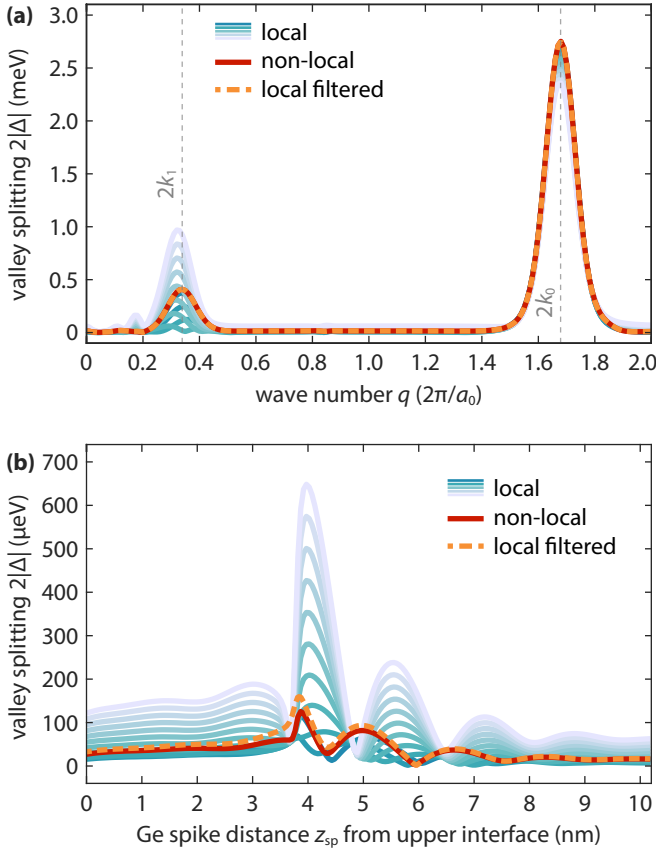 (a)
valley splitting 2|Δ| (meV)
3.0
2.5
2.0
1.5
1.0
0.5
0
local
non-local
local filtered
2k₁
2k₀
0 0.2 0.4 0.6 0.8 1.0 1.2 1.4 1.6 1.8 2.0
wave number q (2π/a₀)
(b)
valley splitting 2|Δ| (μeV)
700
600
500
400
300
200
100
0
local
non-local
local filtered
0 1 2 3 4 5 6 7 8 9 10
Ge spike distance zₛₚ from upper interface (nm)